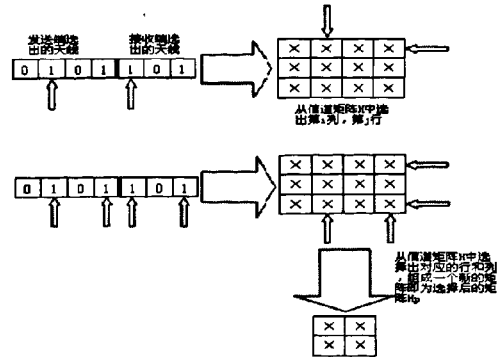 发送端选
出的天线
接收端选
出的天线
0 1 0 1 1 0 1
× × × ×
× × × ×
× × × ×
从信道矩阵H中选
出第i列，第j行
0 1 0 1 1 0 1
× × × ×
× × × ×
× × × ×
从信道矩阵H中选
择出对应的行和列
，组成一个新的矩
阵即为选择后的矩
阵Hp
× ×
× ×